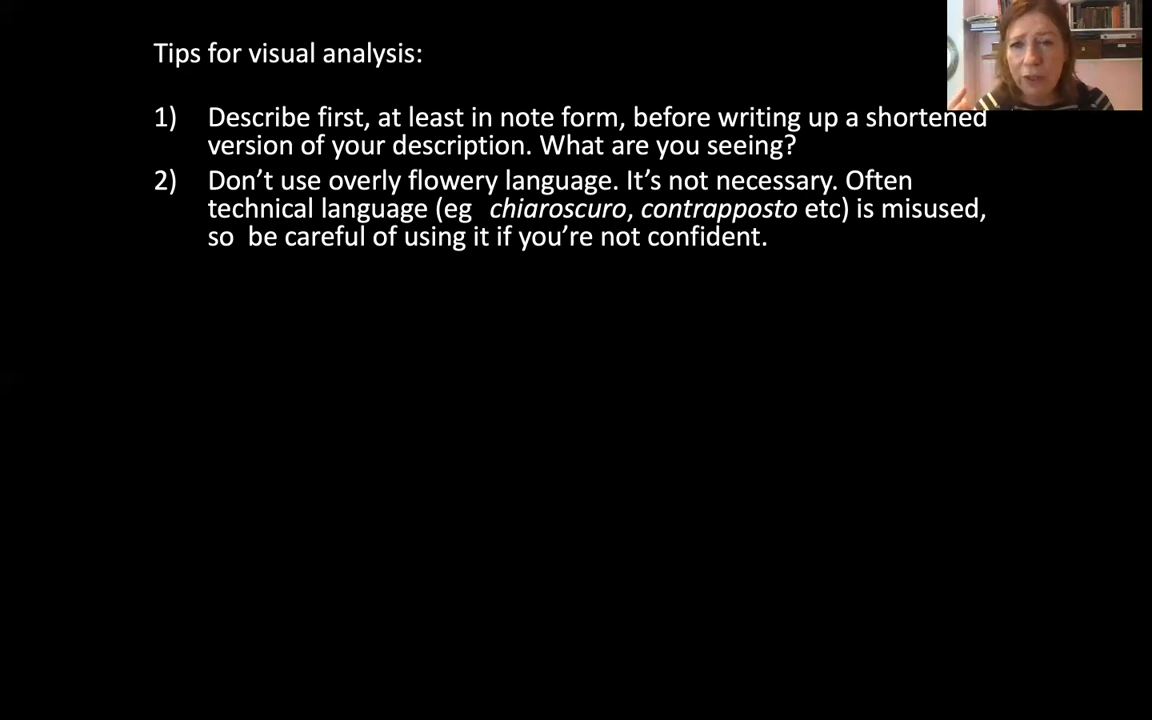 Tips for visual analysis:
1) Describe first, at least in note form, before writing up a shortened
version of your description. What are you seeing?
2) Don’t use overly flowery language. It’s not necessary. Often
technical language (eg chiaroscuro, contrapposto etc) is misused,
so be careful of using it if you’re not confident.